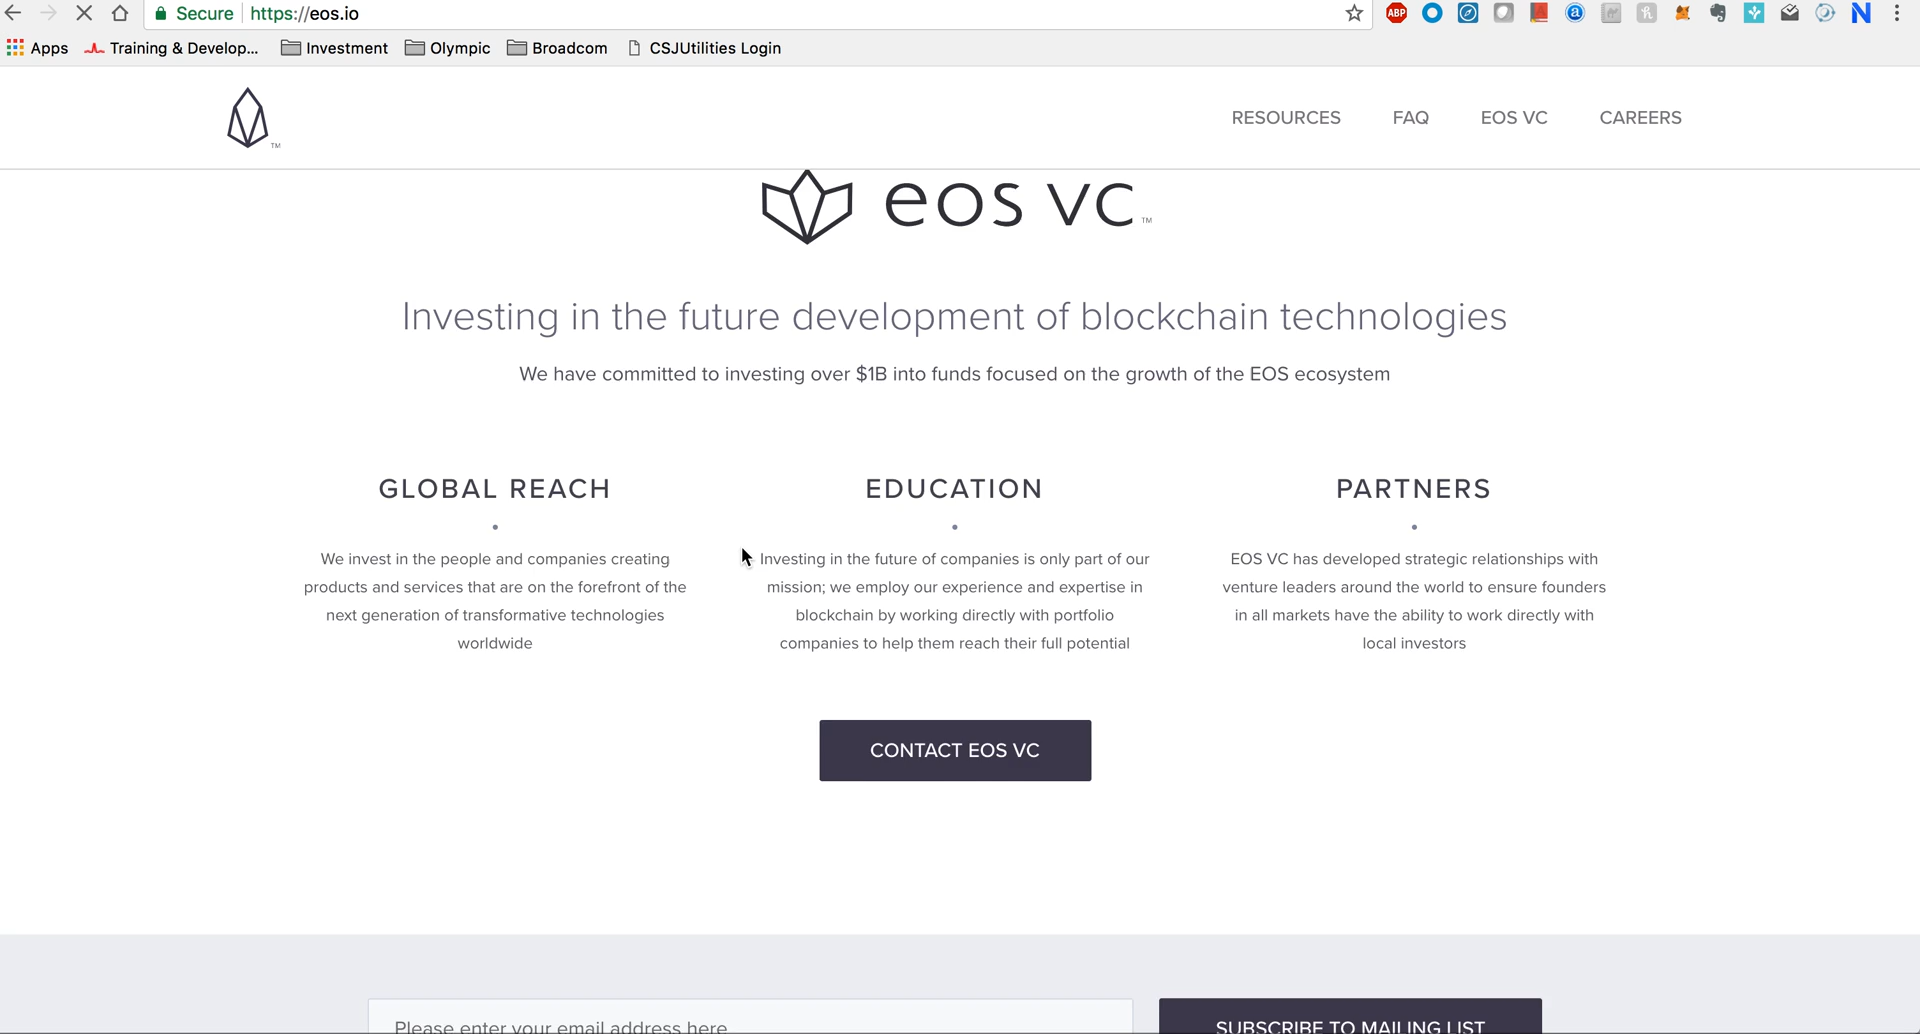 Secure https://eos.io
ABP
Apps Training & Develop... Investment Olympic Broadcom CSJUtilities Login
TM
RESOURCES FAQ EOS VC CAREERS
eos vc TM
Investing in the future development of blockchain technologies
We have committed to investing over $1B into funds focused on the growth of the EOS ecosystem
GLOBAL REACH
We invest in the people and companies creating
products and services that are on the forefront of the
next generation of transformative technologies
worldwide
EDUCATION
Investing in the future of companies is only part of our
mission; we employ our experience and expertise in
blockchain by working directly with portfolio
companies to help them reach their full potential
PARTNERS
EOS VC has developed strategic relationships with
venture leaders around the world to ensure founders
in all markets have the ability to work directly with
local investors
CONTACT EOS VC
Please enter your email address here
SUBSCRIBE TO MAILING LIST